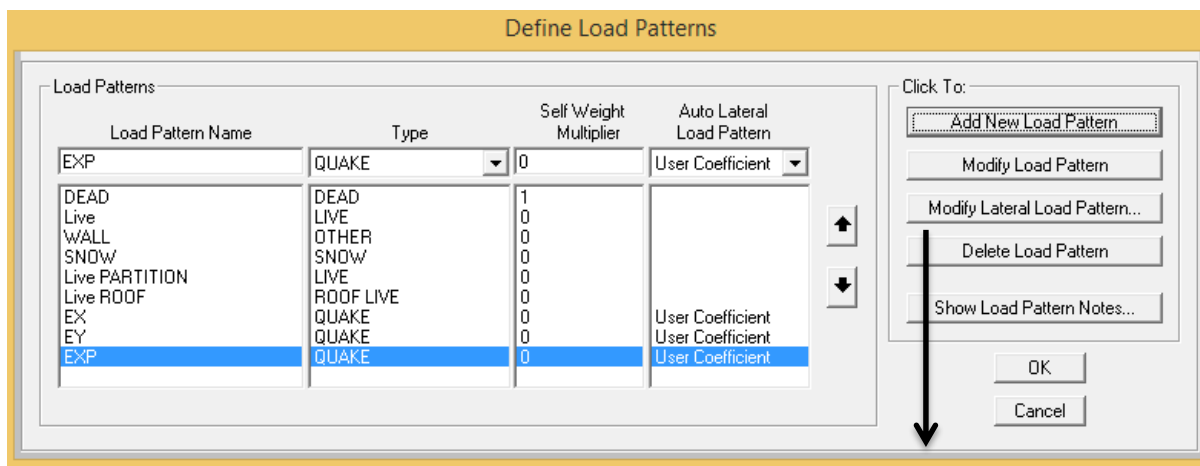 Define Load Patterns
Load Patterns
Click To:
Load Pattern Name Type Self Weight Multiplier Auto Lateral Load Pattern
EXP QUAKE 0 User Coefficient
DEAD DEAD 1
Live LIVE 0
WALL OTHER 0
SNOW SNOW 0
Live PARTITION LIVE 0
Live ROOF ROOF LIVE 0
EX QUAKE 0 User Coefficient
EY QUAKE 0 User Coefficient
EXP QUAKE 0 User Coefficient
Add New Load Pattern
Modify Load Pattern
Modify Lateral Load Pattern...
Delete Load Pattern
Show Load Pattern Notes...
OK
Cancel